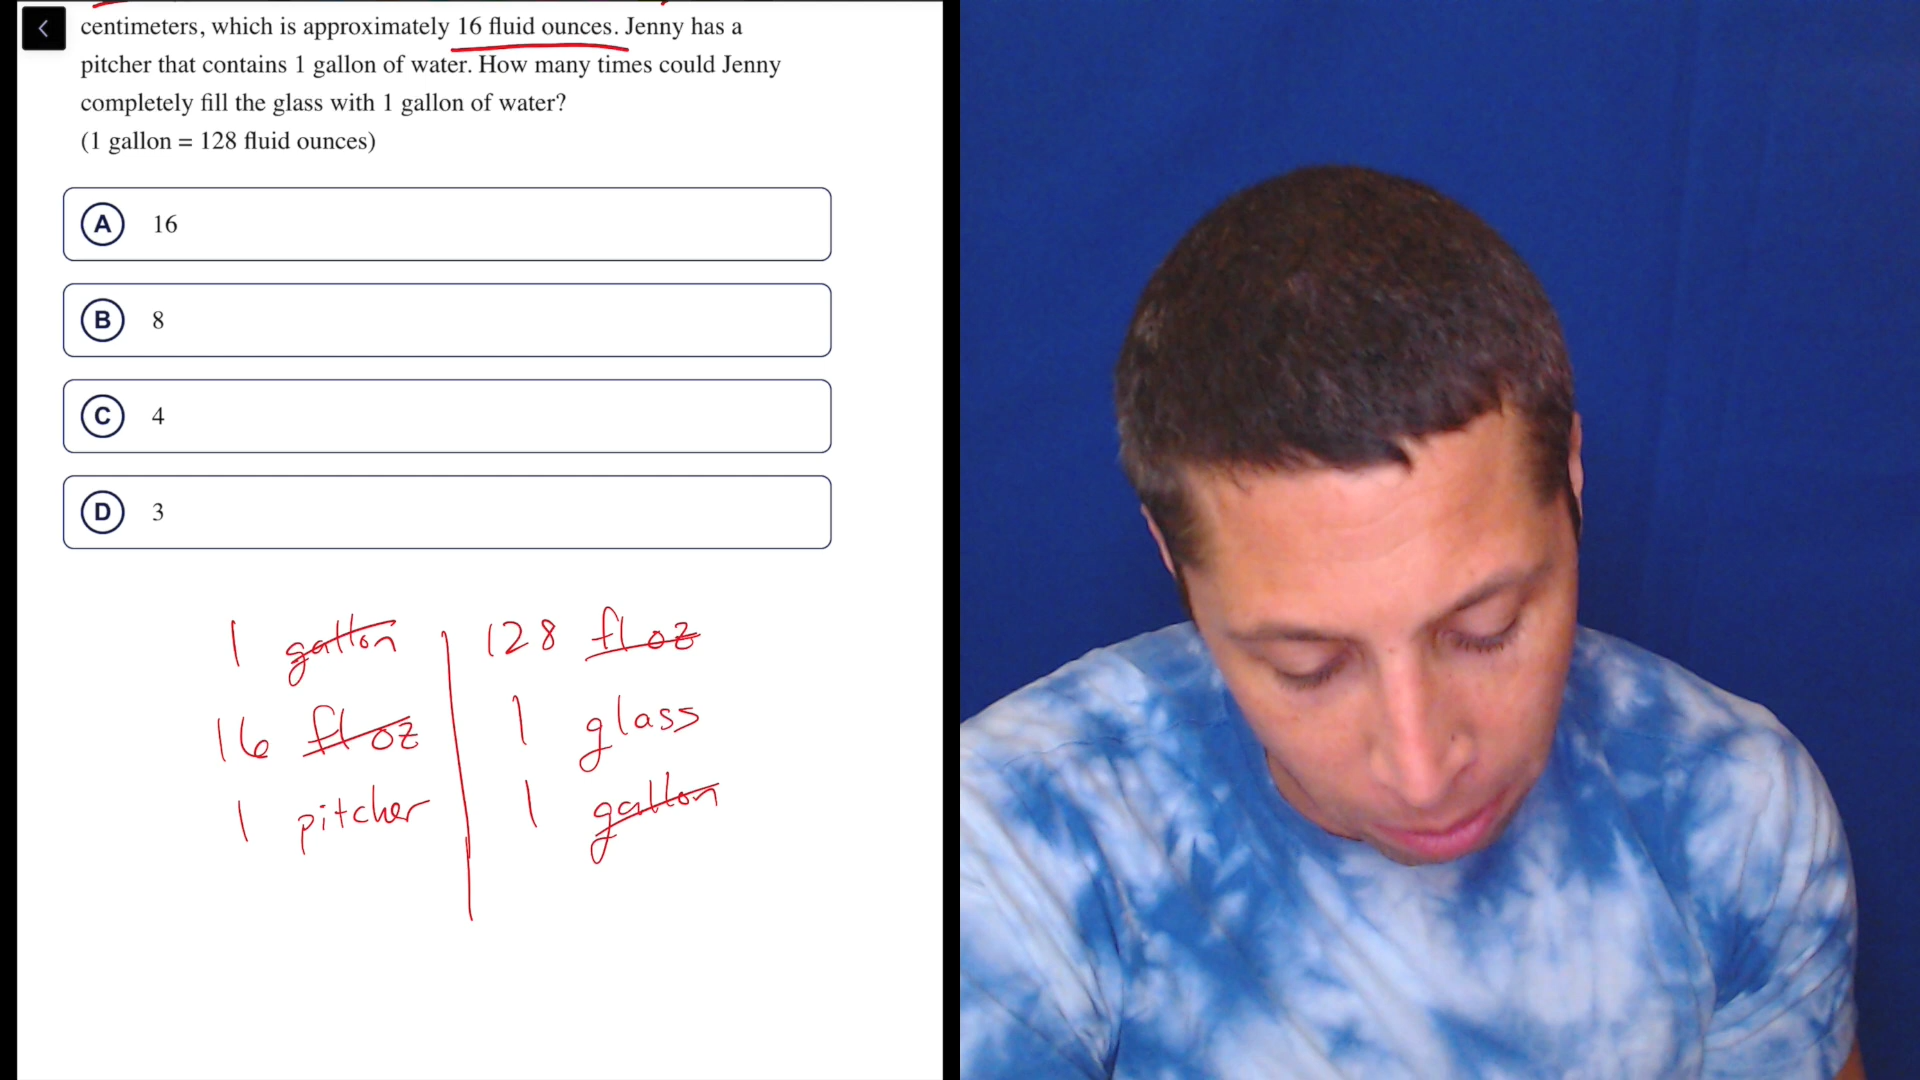 centimeters, which is approximately 16 fluid ounces. Jenny has a
pitcher that contains 1 gallon of water. How many times could Jenny
completely fill the glass with 1 gallon of water?
(1 gallon = 128 fluid ounces)
A 16
B 8
C 4
D 3
1 gallon 128 fl oz
16 fl oz 1 glass
1 pitcher 1 gallon